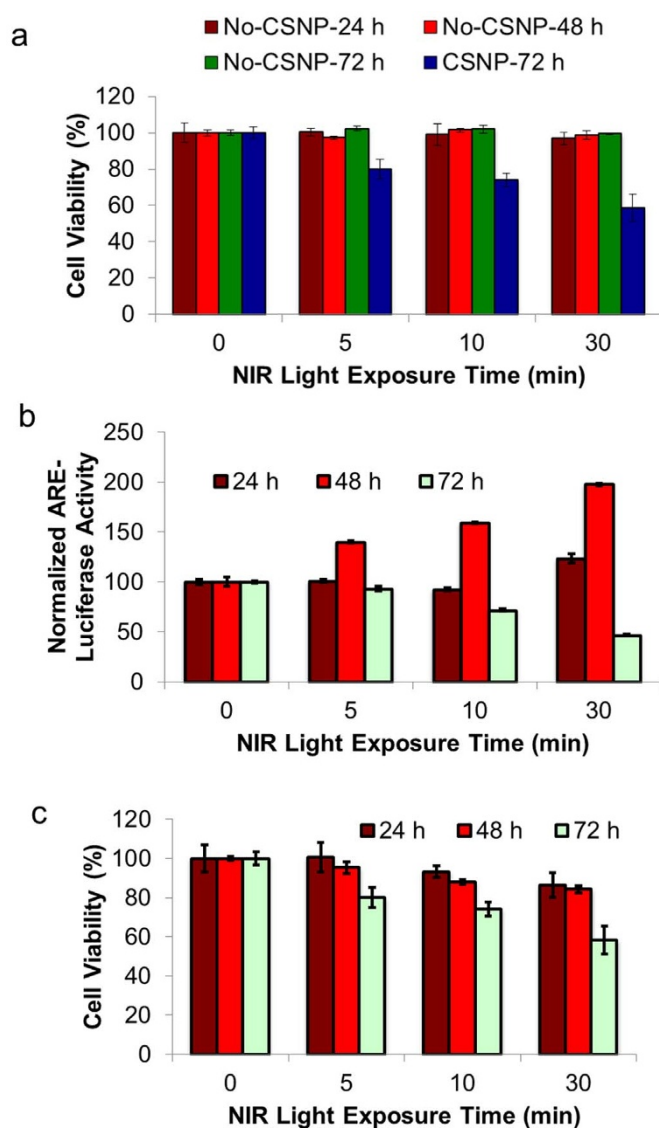 a
No-CSNP-24 h No-CSNP-48 h
No-CSNP-72 h CSNP-72 h
120
100
80
60
40
20
0
Cell Viability (%)
0 5 10 30
NIR Light Exposure Time (min)
b
250
200
150
100
50
0
Normalized ARE-
Luciferase Activity
24 h 48 h 72 h
0 5 10 30
NIR Light Exposure Time (min)
c
120
100
80
60
40
20
0
Cell Viability (%)
24 h 48 h 72 h
0 5 10 30
NIR Light Exposure Time (min)